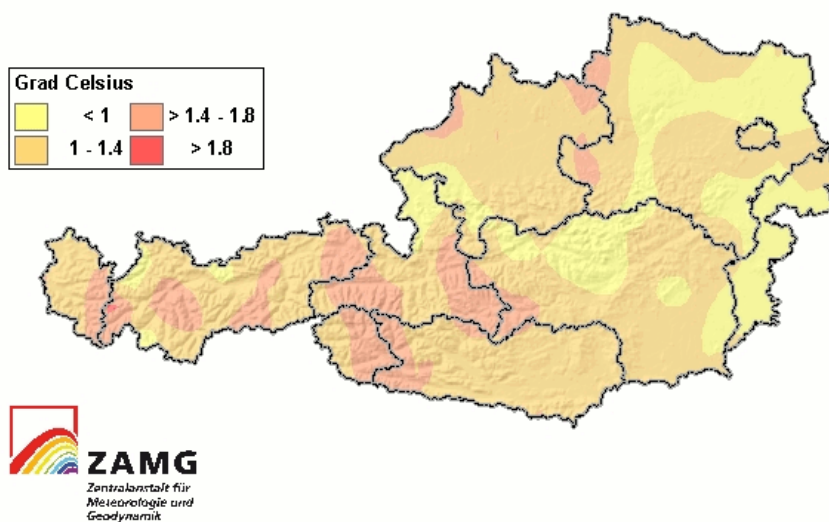 Grad Celsius
< 1
> 1.4 - 1.8
1 - 1.4
> 1.8
ZAMG
Zentralanstalt für
Meteorologie und
Geodynamik